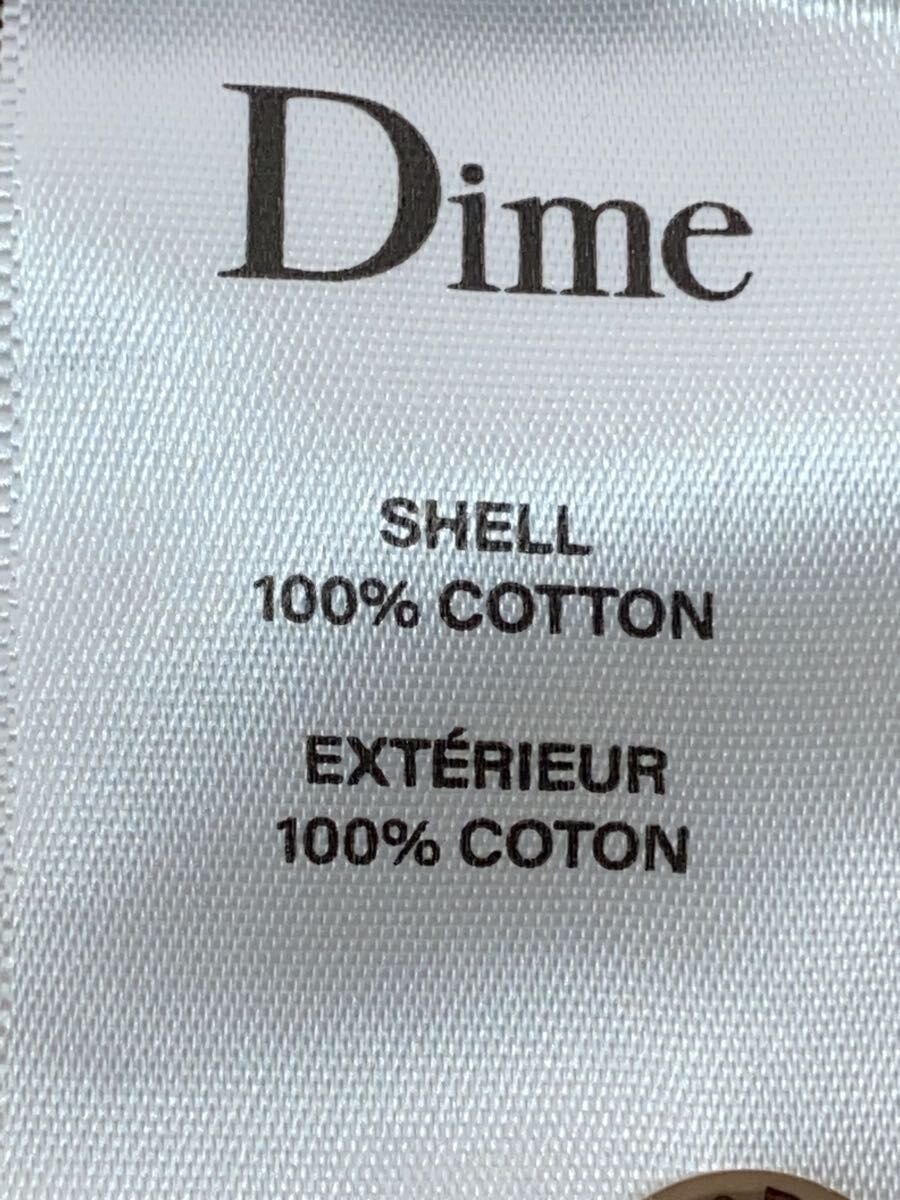 Dime
SHELL
100% COTTON
EXTÉRIEUR
100% COTON